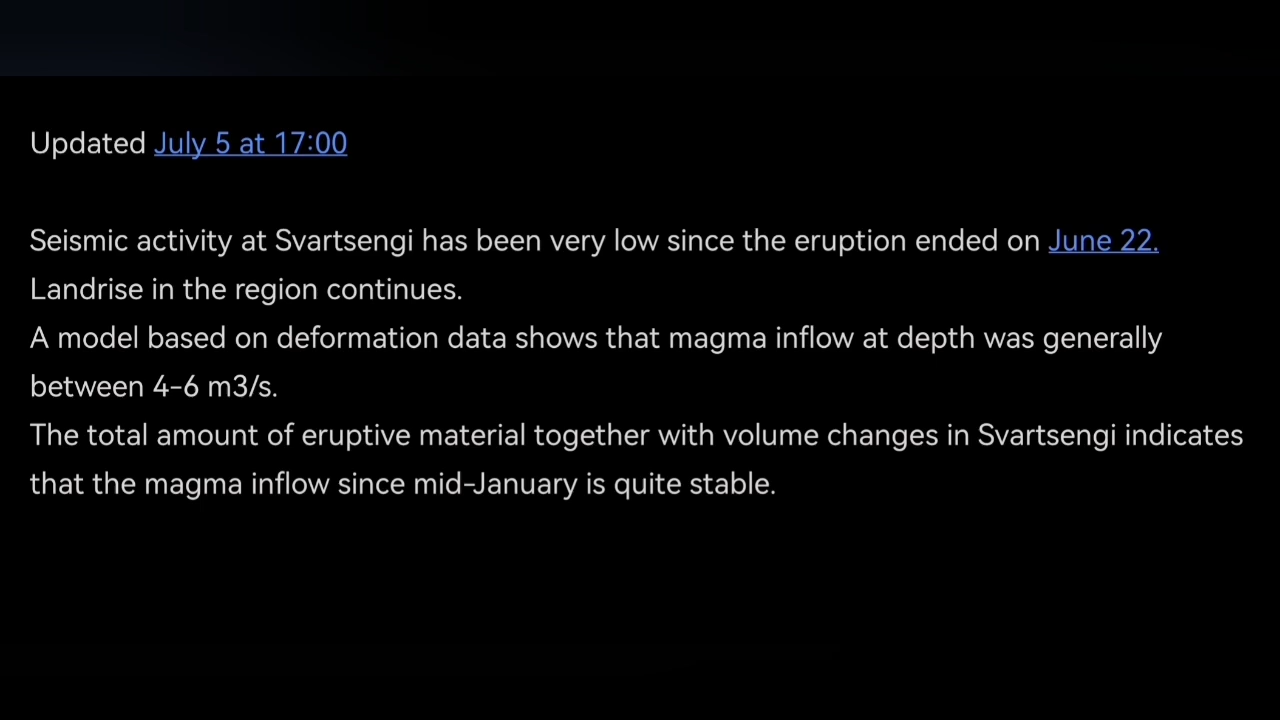 Updated July 5 at 17:00
Seismic activity at Svartsengi has been very low since the eruption ended on June 22.
Landrise in the region continues.
A model based on deformation data shows that magma inflow at depth was generally
between 4-6 m3/s.
The total amount of eruptive material together with volume changes in Svartsengi indicates
that the magma inflow since mid-January is quite stable.